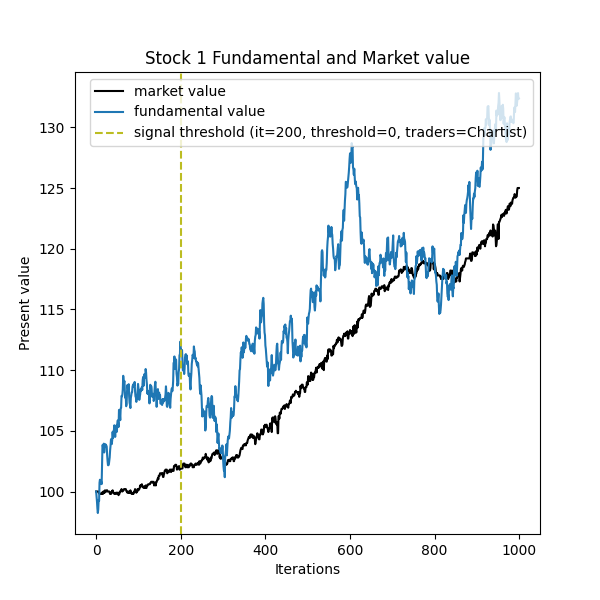 Stock 1 Fundamental and Market value
market value
fundamental value
signal threshold (it=200, threshold=0, traders=Chartist)
Present value
130
125
120
115
110
105
100
0 200 400 600 800 1000
Iterations